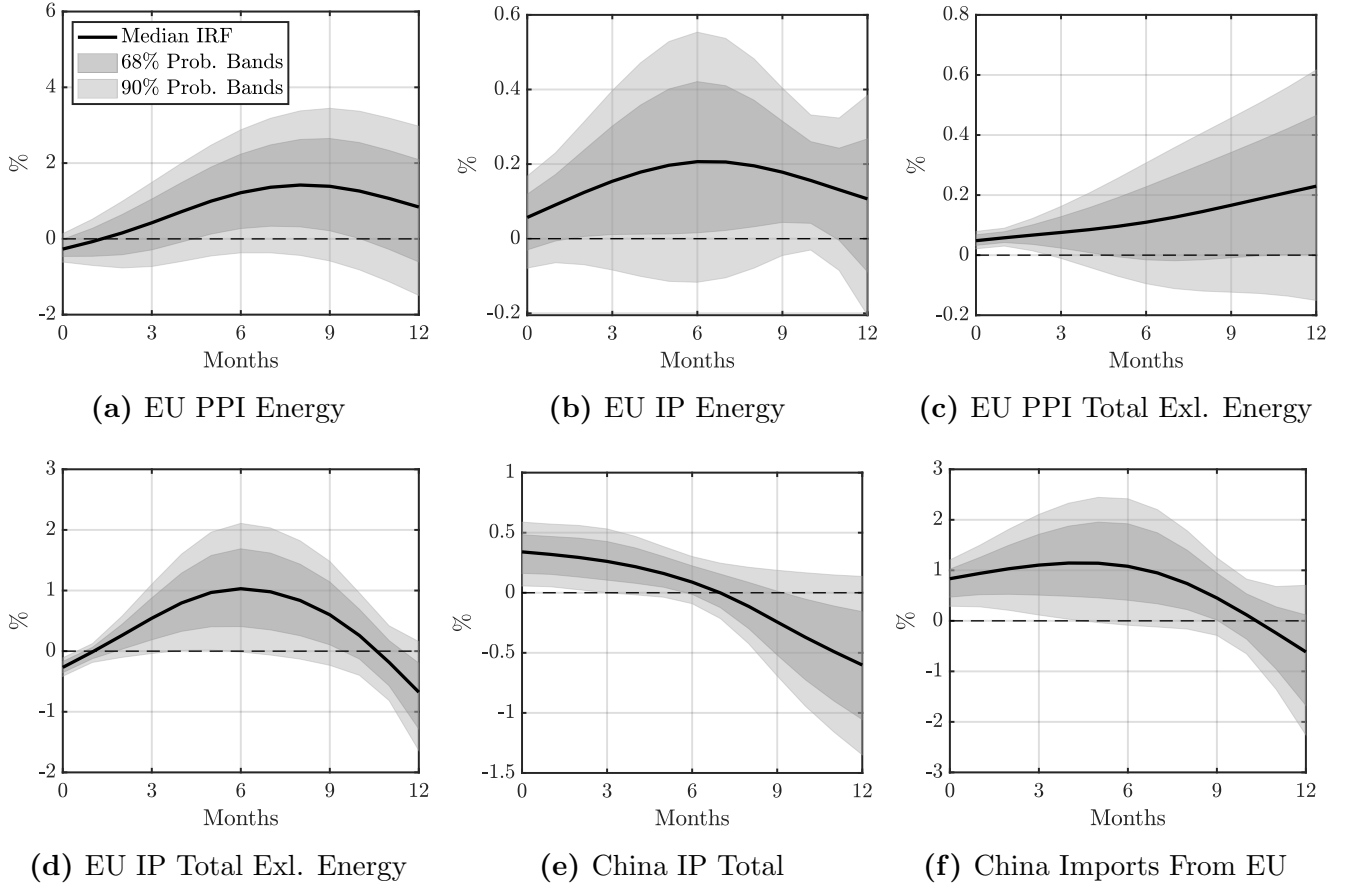 Median IRF
68% Prob. Bands
90% Prob. Bands
%
6
4
2
0
-2
0 3 6 9 12
Months
(a) EU PPI Energy
%
0.6
0.4
0.2
0
-0.2
0 3 6 9 12
Months
(b) EU IP Energy
%
0.8
0.6
0.4
0.2
0
-0.2
0 3 6 9 12
Months
(c) EU PPI Total Exl. Energy
%
3
2
1
0
-1
-2
0 3 6 9 12
Months
(d) EU IP Total Exl. Energy
%
1
0.5
0
-0.5
-1
-1.5
0 3 6 9 12
Months
(e) China IP Total
%
3
2
1
0
-1
-2
-3
0 3 6 9 12
Months
(f) China Imports From EU